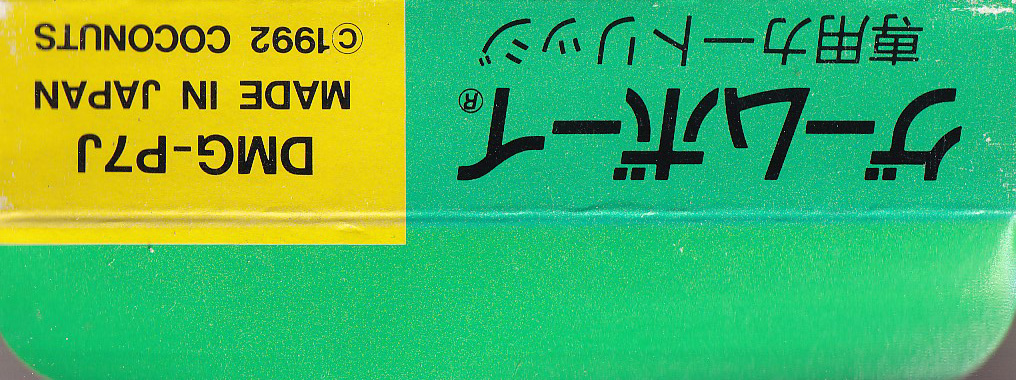 ゲームボーイ®
専用カートリッジ
DMG-P7J
MADE IN JAPAN
©1992 COCONUTS